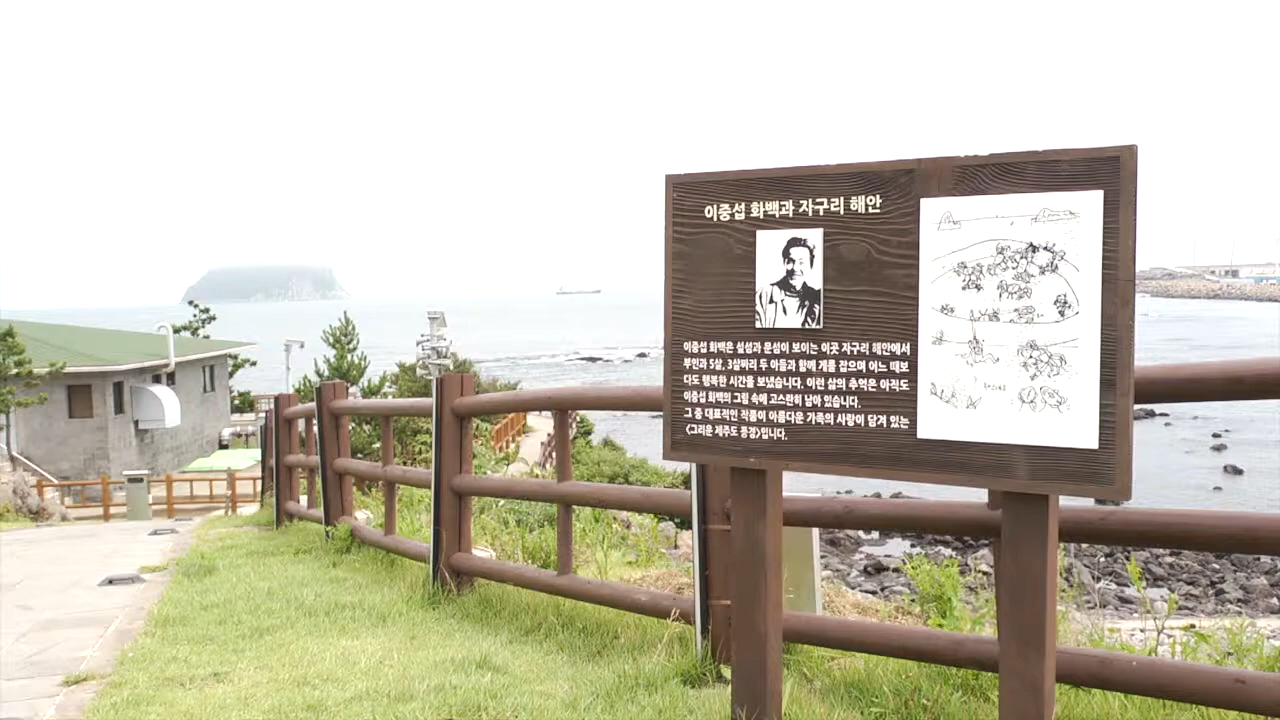 이중섭 화백과 자구리 해안
이중섭 화백은 섶섬과 문섬이 보이는 이곳 자구리 해안에서
부인과 5살, 3살짜리 두 아들과 함께 게를 잡으며 어느 때보
다도 행복한 시간을 보냈습니다. 이런 삶의 추억은 아직도
이중섭 화백의 그림 속에 고스란히 남아 있습니다.
그 중 대표적인 작품이 아름다운 가족의 사랑이 담겨 있는
<그리운 제주도 풍경>입니다.